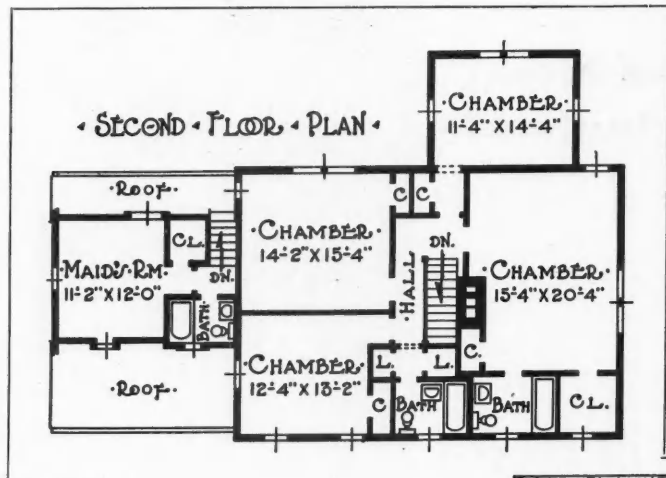 · SECOND · FLOOR · PLAN ·
· CHAMBER ·
11'-4" X 14'-4"
· ROOF ·
C
C
· CHAMBER ·
14'-2" X 15'-4"
CL.
DN.
· MAID'S · RM ·
11'-2" X 12'-0"
DN.
· HALL ·
· CHAMBER ·
15'-4" X 20'-4"
BATH ·
· ROOF ·
· CHAMBER ·
12'-4" X 13'-2"
L.
L.
C.
C
BATH
BATH
CL.